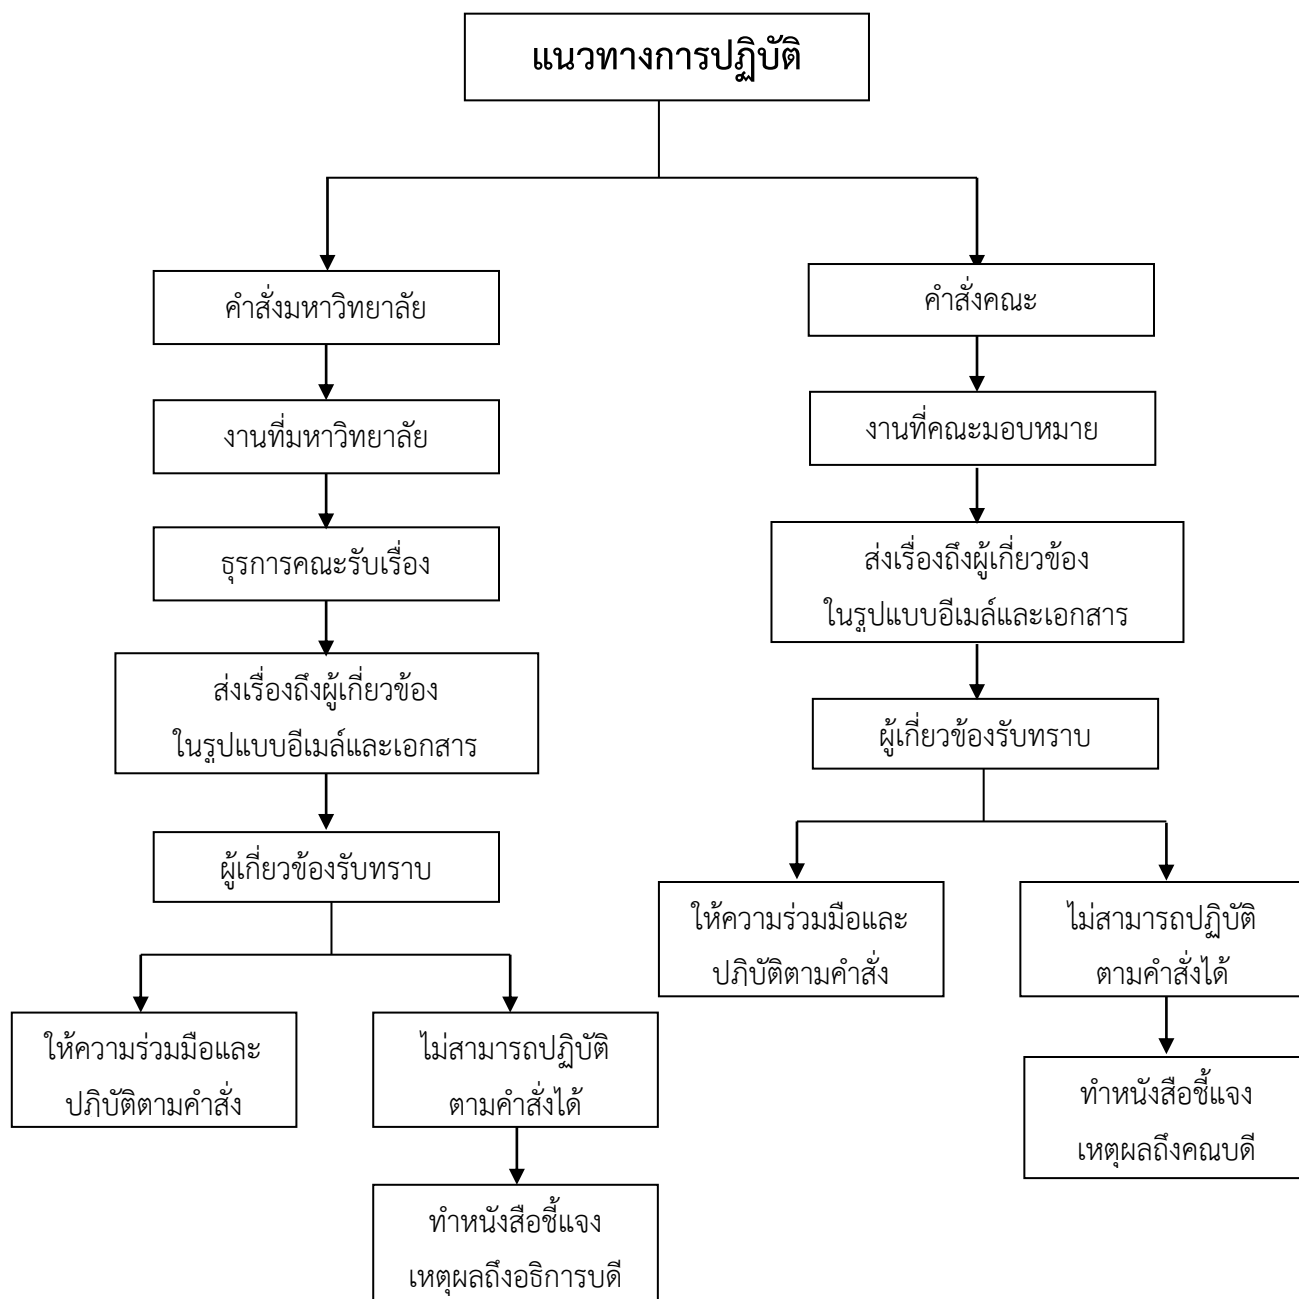 แนวทางการปฏิบัติ
คำสั่งมหาวิทยาลัย
งานที่มหาวิทยาลัย
ธุรการคณะรับเรื่อง
ส่งเรื่องถึงผู้เกี่ยวข้อง
ในรูปแบบอีเมล์และเอกสาร
ผู้เกี่ยวข้องรับทราบ
ให้ความร่วมมือและ
ปฏิบัติตามคำสั่ง
ไม่สามารถปฏิบัติ
ตามคำสั่งได้
ทำหนังสือชี้แจง
เหตุผลถึงอธิการบดี
คำสั่งคณะ
งานที่คณะมอบหมาย
ส่งเรื่องถึงผู้เกี่ยวข้อง
ในรูปแบบอีเมล์และเอกสาร
ผู้เกี่ยวข้องรับทราบ
ให้ความร่วมมือและ
ปฏิบัติตามคำสั่ง
ไม่สามารถปฏิบัติ
ตามคำสั่งได้
ทำหนังสือชี้แจง
เหตุผลถึงคณบดี